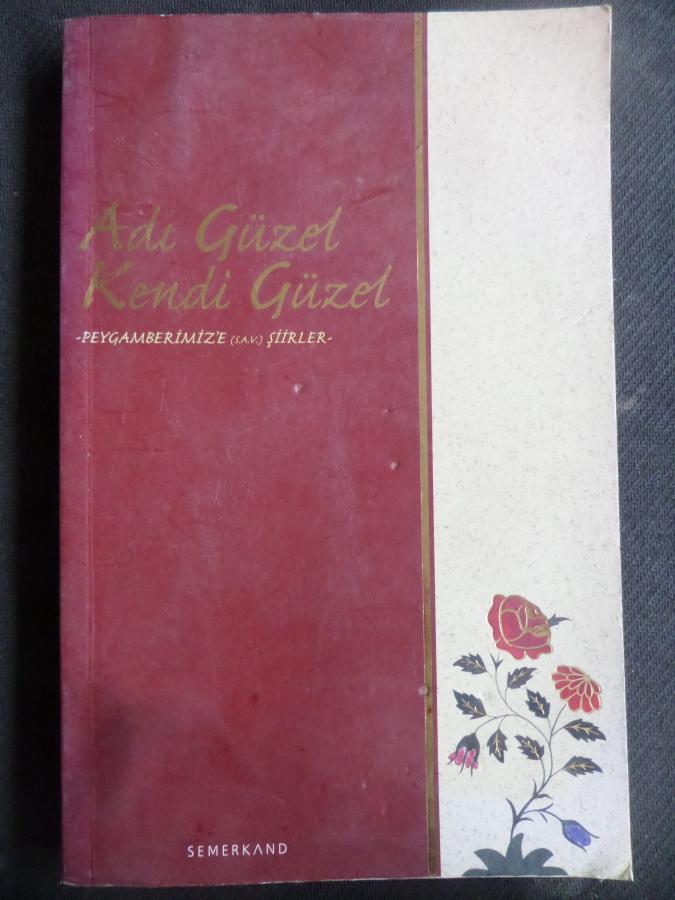 Adı Güzel
Kendi Güzel
-PEYGAMBERİMİZ'E (S.A.V.) ŞİİRLER-
SEMERKAND